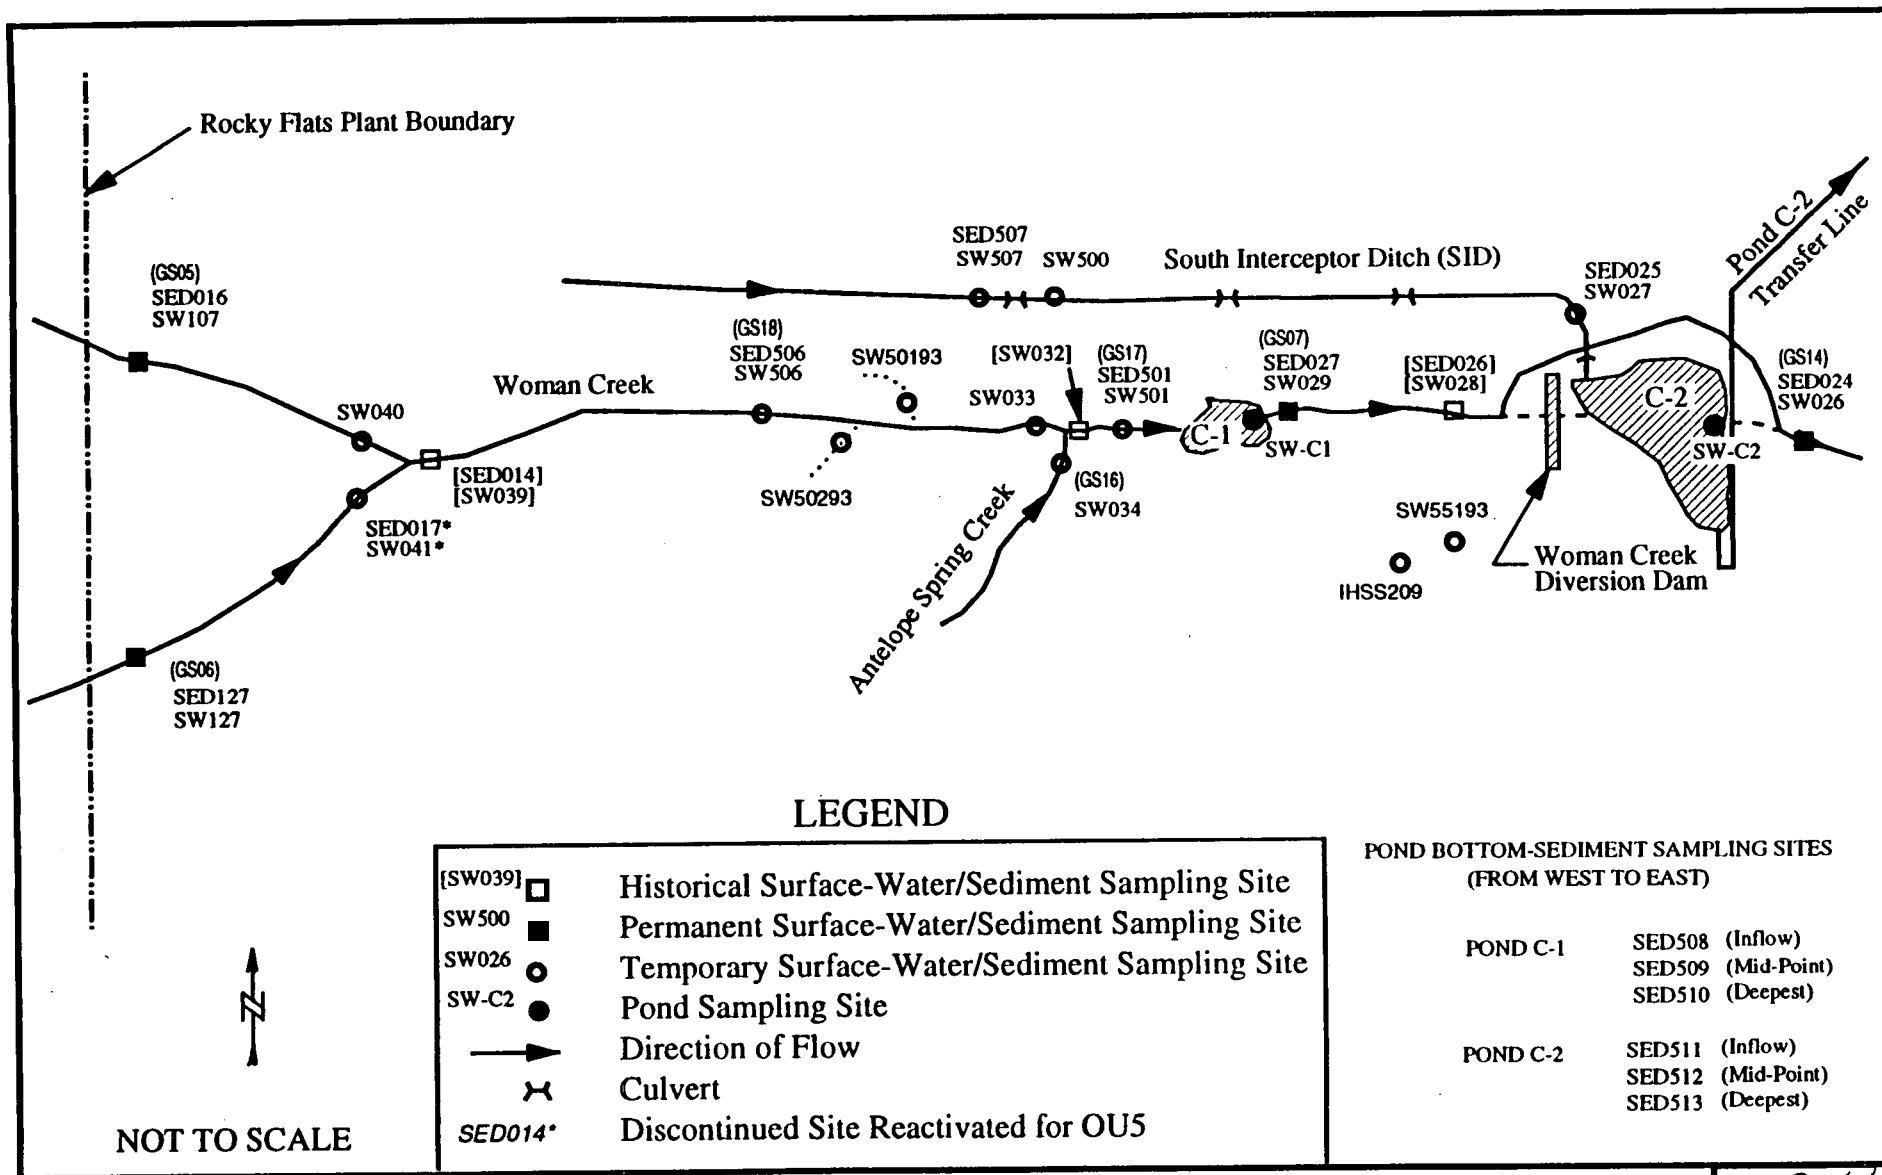 Rocky Flats Plant Boundary
(GS05)
SED016
SW107
SW040
[SED014]
[SW039]
SED017*
SW041*
(GS06)
SED127
SW127
Woman Creek
(GS18)
SED506
SW506
SW50193
SW50293
SED507
SW507
SW500
South Interceptor Ditch (SID)
SW033
[SW032]
(GS17)
SED501
SW501
(GS16)
SW034
Antelope Spring Creek
C-1
SW-C1
(GS07)
SED027
SW029
[SED026]
[SW028]
SED025
SW027
Pond C-2
Transfer Line
C-2
SW-C2
(GS14)
SED024
SW026
SW55193
IHSS209
Woman Creek
Diversion Dam
LEGEND
[SW039] Historical Surface-Water/Sediment Sampling Site
SW500 Permanent Surface-Water/Sediment Sampling Site
SW026 Temporary Surface-Water/Sediment Sampling Site
SW-C2 Pond Sampling Site
Direction of Flow
Culvert
SED014* Discontinued Site Reactivated for OU5
N
NOT TO SCALE
POND BOTTOM-SEDIMENT SAMPLING SITES
(FROM WEST TO EAST)
POND C-1 SED508 (Inflow)
SED509 (Mid-Point)
SED510 (Deepest)
POND C-2 SED511 (Inflow)
SED512 (Mid-Point)
SED513 (Deepest)